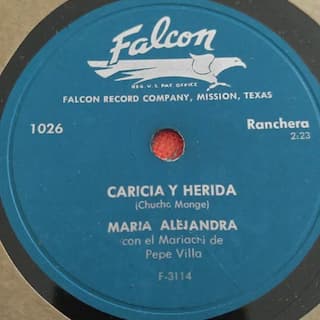 Falcon
REG. U.S. PAT. OFFICE
FALCON RECORD COMPANY, MISSION, TEXAS
1026
Ranchera
2:23
CARICIA Y HERIDA
(Chucho Monge)
MARIA ALEJANDRA
con el Mariachi de
Pepe Villa
F-3114